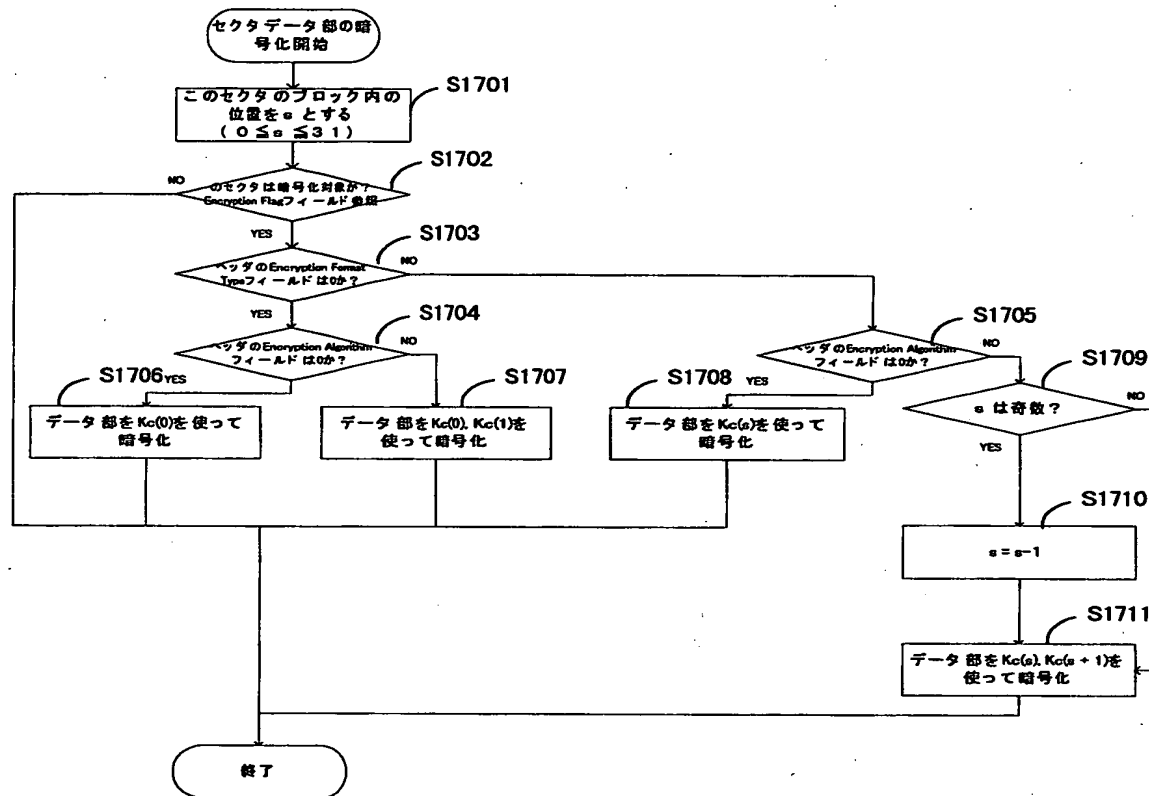 セクタデータ部の暗
号化開始
S1701
このセクタのブロック内の
位置をsとする
(0≦s≦31)
S1702
NO
のセクタは暗号化対象か?
Encryption Flagフィールド参照
YES
S1703
ヘッダのEncryption Format
Typeフィールドは0か?
NO
YES
S1704
ヘッダのEncryption Algorithm
フィールドは0か?
NO
S1705
ヘッダのEncryption Algorithm
フィールドは0か?
NO
S1706
YES
データ部をKc(0)を使って
暗号化
S1707
データ部をKc(0), Kc(1)を
使って暗号化
S1708
YES
データ部をKc(s)を使って
暗号化
S1709
sは奇数?
NO
YES
S1710
s = s-1
S1711
データ部をKc(s), Kc(s + 1)を
使って暗号化
終了